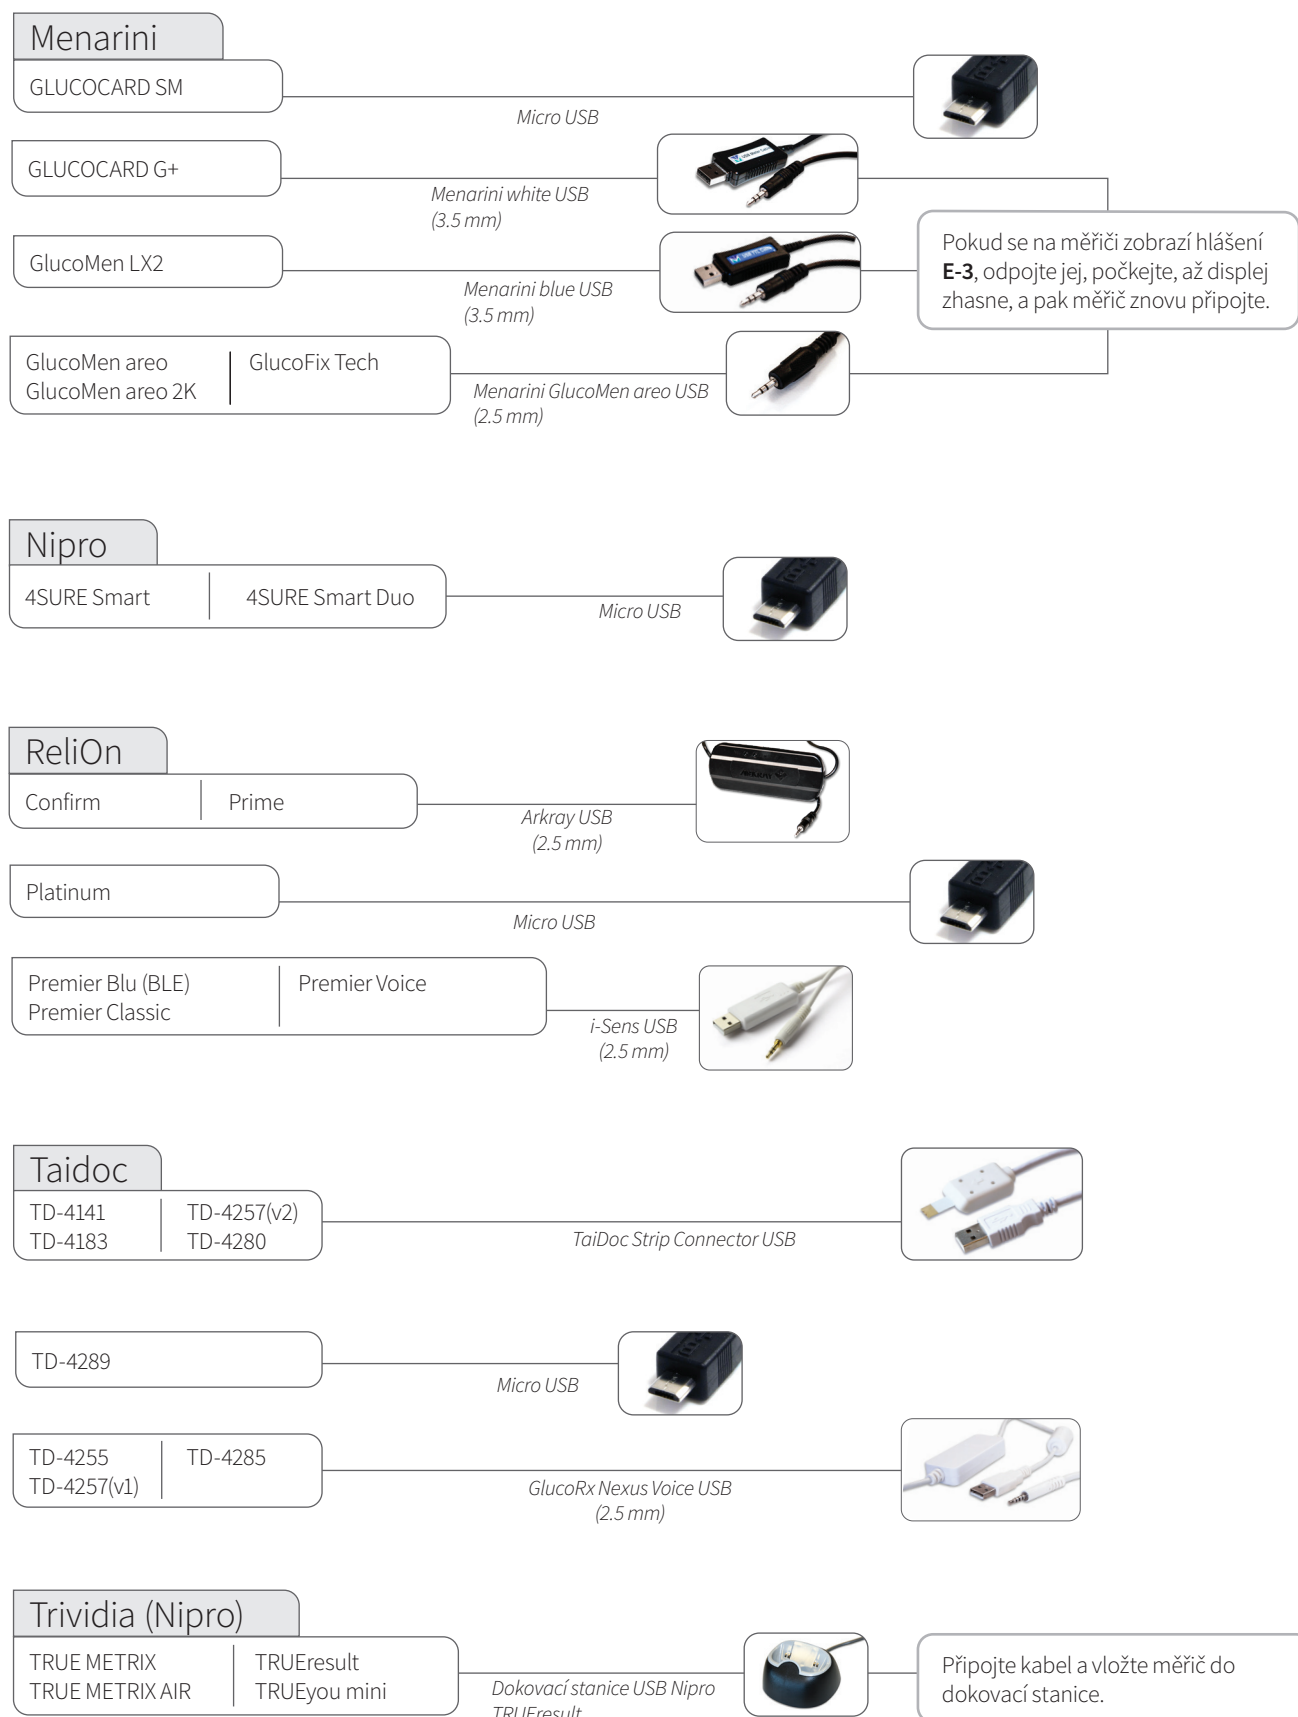 Menarini
GLUCOCARD SM
Micro USB
GLUCOCARD G+
Menarini white USB
(3.5 mm)
GlucoMen LX2
Menarini blue USB
(3.5 mm)
Pokud se na měřiči zobrazí hlášení
E-3, odpojte jej, počkejte, až displej
zhasne, a pak měřič znovu připojte.
GlucoMen areo
GlucoMen areo 2K
GlucoFix Tech
Menarini GlucoMen areo USB
(2.5 mm)
Nipro
4SURE Smart
4SURE Smart Duo
Micro USB
ReliOn
Confirm
Prime
Arkray USB
(2.5 mm)
Platinum
Micro USB
Premier Blu (BLE)
Premier Classic
Premier Voice
i-Sens USB
(2.5 mm)
Taidoc
TD-4141
TD-4183
TD-4257(v2)
TD-4280
TaiDoc Strip Connector USB
TD-4289
Micro USB
TD-4255
TD-4257(v1)
TD-4285
GlucoRx Nexus Voice USB
(2.5 mm)
Trividia (Nipro)
TRUE METRIX
TRUE METRIX AIR
TRUEresult
TRUEyou mini
Dokovací stanice USB Nipro
TRUEresult
Připojte kabel a vložte měřič do
dokovací stanice.